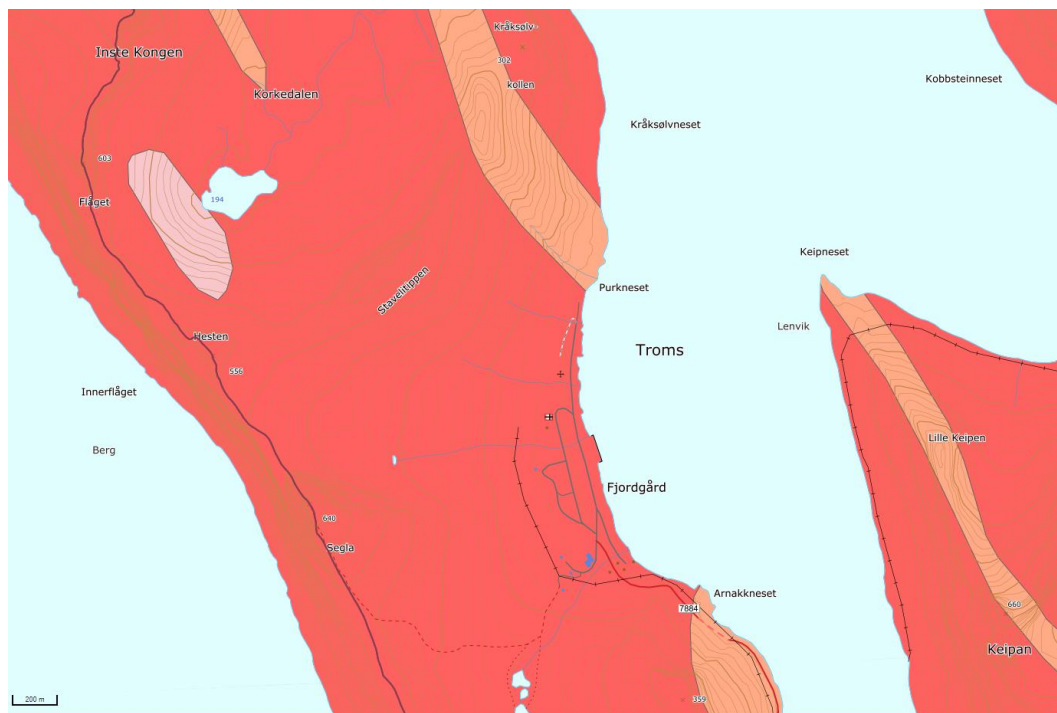 Kråksølv-
Inste Kongen
302
Kobbsteinneset
kollen
Korkedalen
Kråksølvneset
603
194
Flåget
Keipneset
Stavelitippen
Purkneset
Lenvik
Hesten
Troms
556
Innerflåget
Lille Keipen
Berg
Fjordgård
640
Segla
Arnakkneset
7884
660
Keipan
359
200 m